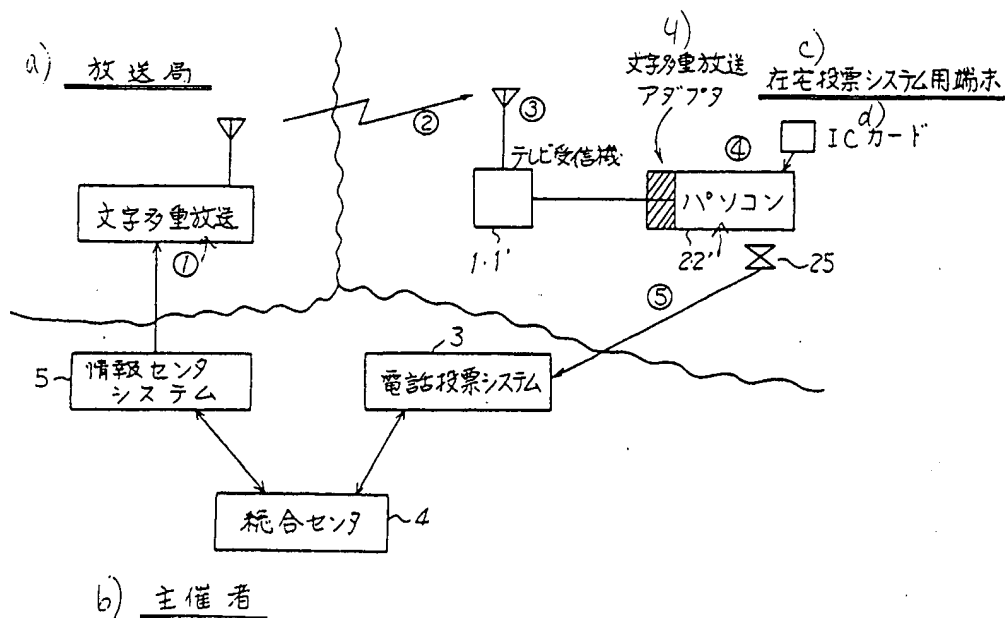 a) 放送局
②
③
4)
文字多重放送
アダプタ
c)
在宅投票システム用端末
d)
ICカード
テレビ受信機
④
文字多重放送
パソコン
①
1・1'
22'
25
⑤
3
5
情報センタ
システム
電話投票システム
総合センタ
4
b) 主催者